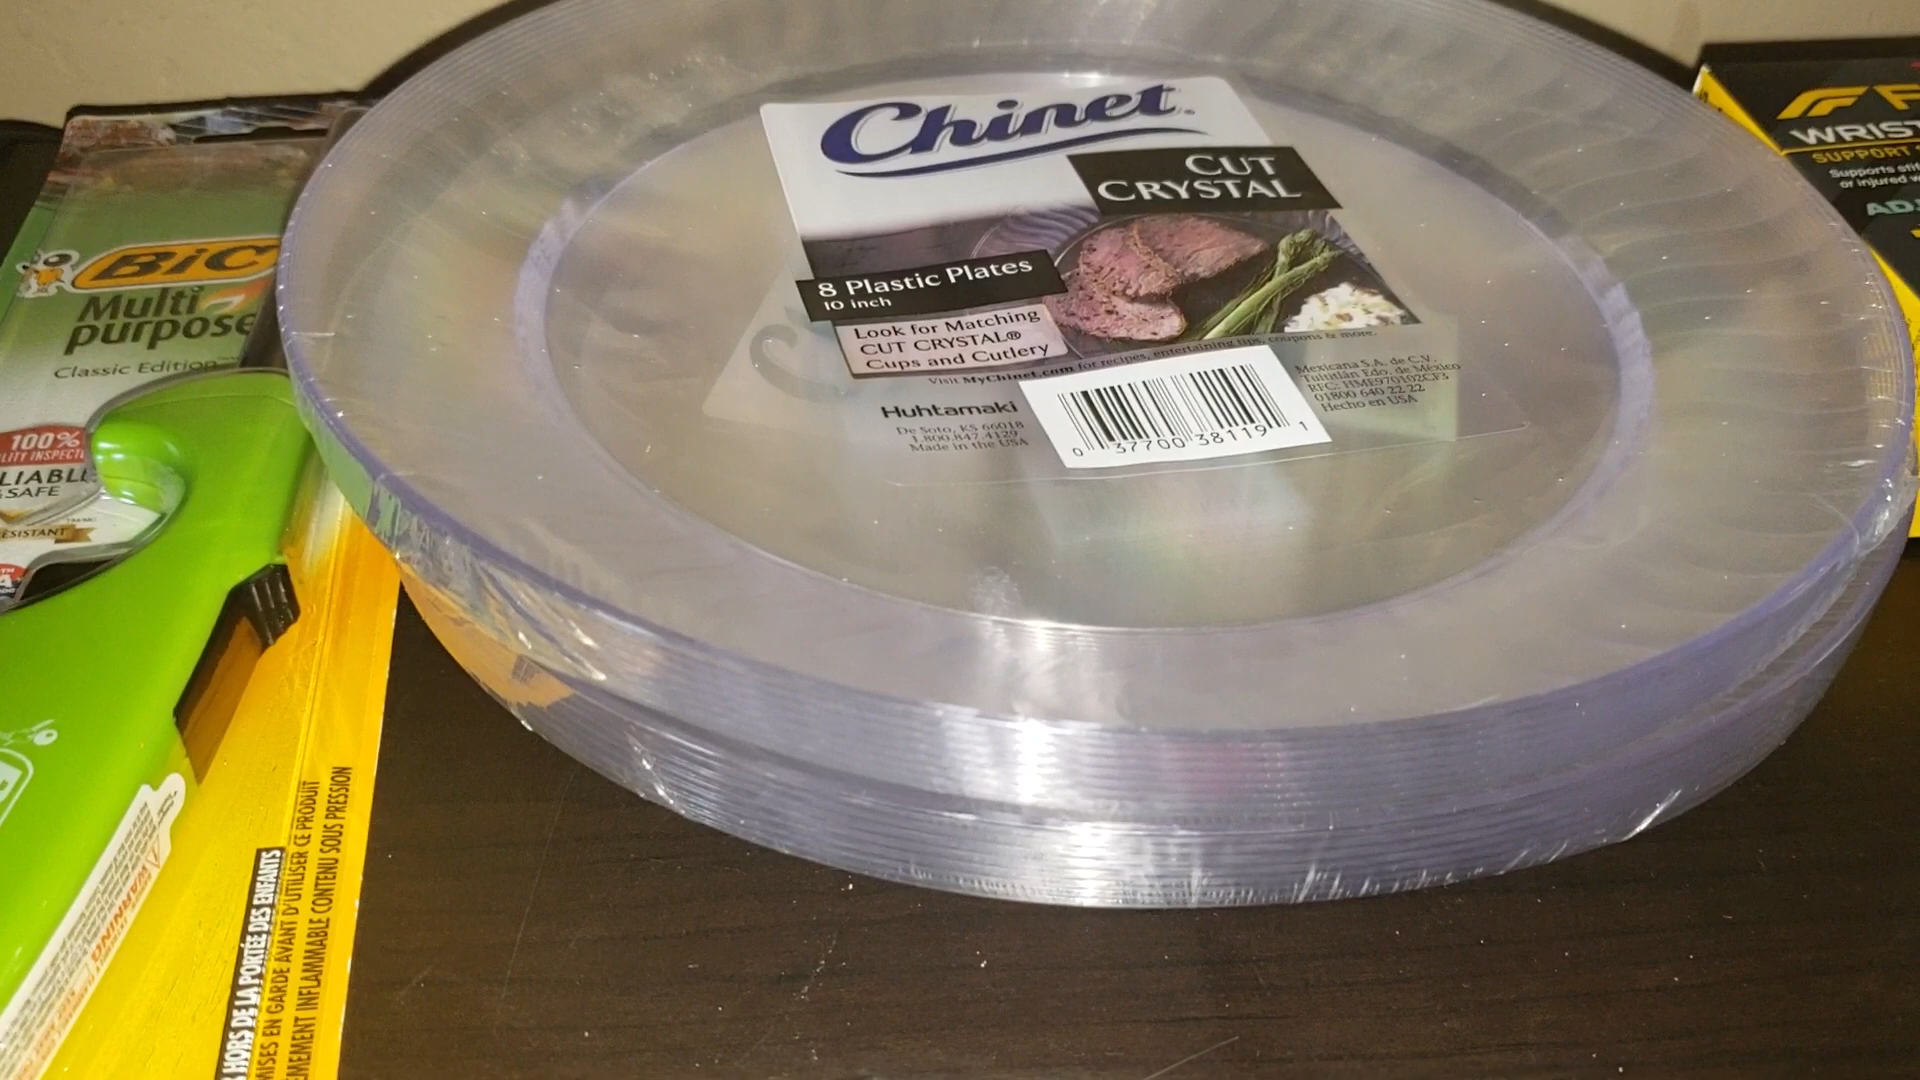 Chinet®
CUT
CRYSTAL
8 Plastic Plates
10 inch
Look for Matching
CUT CRYSTAL®
Cups and Cutlery
Visit MyChinet.com for recipes, entertaining tips, coupons & more.
Huhtamaki
De Soto, KS 66018
1.800.847.4129
Made in the USA
0 37700 38119 1
Mexicana S.A. de C.V.
Tultitlán Edo. de México
RFC: HME970102CF3
01800 640 22 22
Hecho en USA
BIC
Multi
purpose
Classic Edition
100%
SAFE
WARNING
HORS DE LA PORTÉE DES ENFANTS
MISES EN GARDE AVANT D'UTILISER CE PRODUIT
INFLAMMABLE CONTENU SOUS PRESSION
WRIST
SUPPORT
Supports
or injured